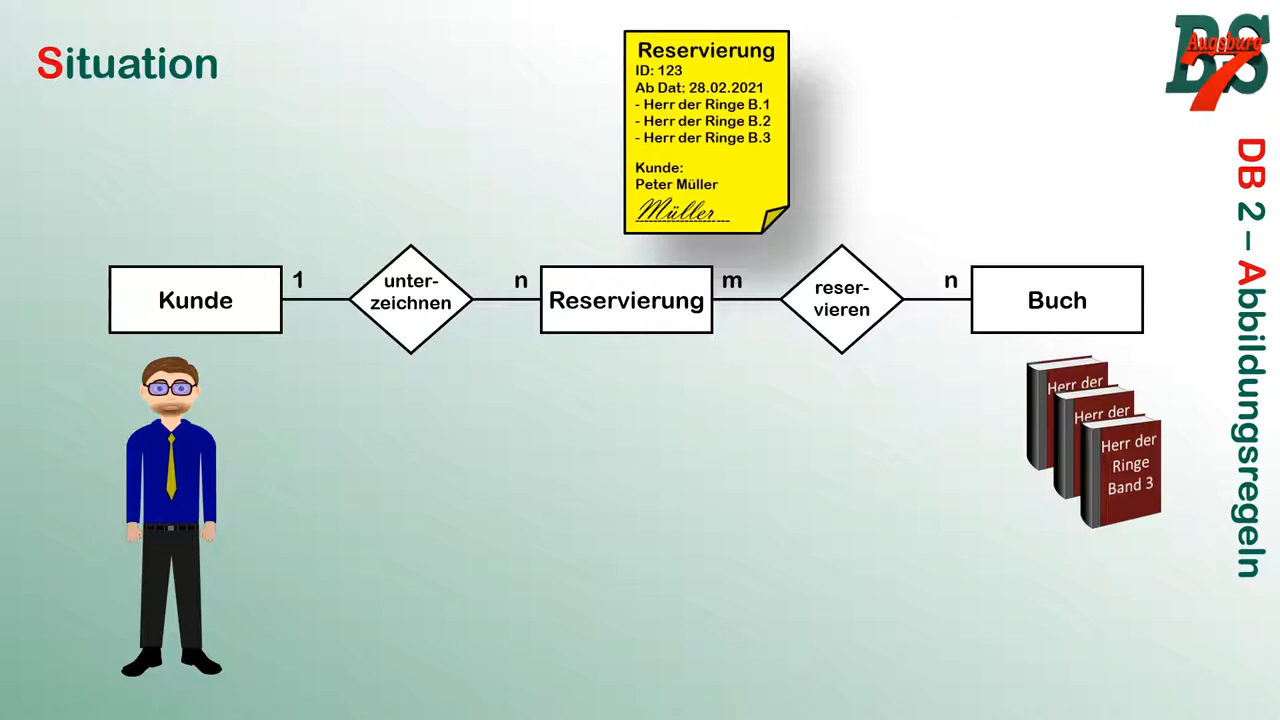 Situation
Reservierung
ID: 123
Ab Dat: 28.02.2021
- Herr der Ringe B.1
- Herr der Ringe B.2
- Herr der Ringe B.3
Kunde:
Peter Müller
Müller
BS
Augsburg
7
DB 2 – Abbildungsregeln
Kunde
1
unter-
zeichnen
n
Reservierung
m
reser-
vieren
n
Buch
Herr der
Herr der
Herr der
Ringe
Band 3